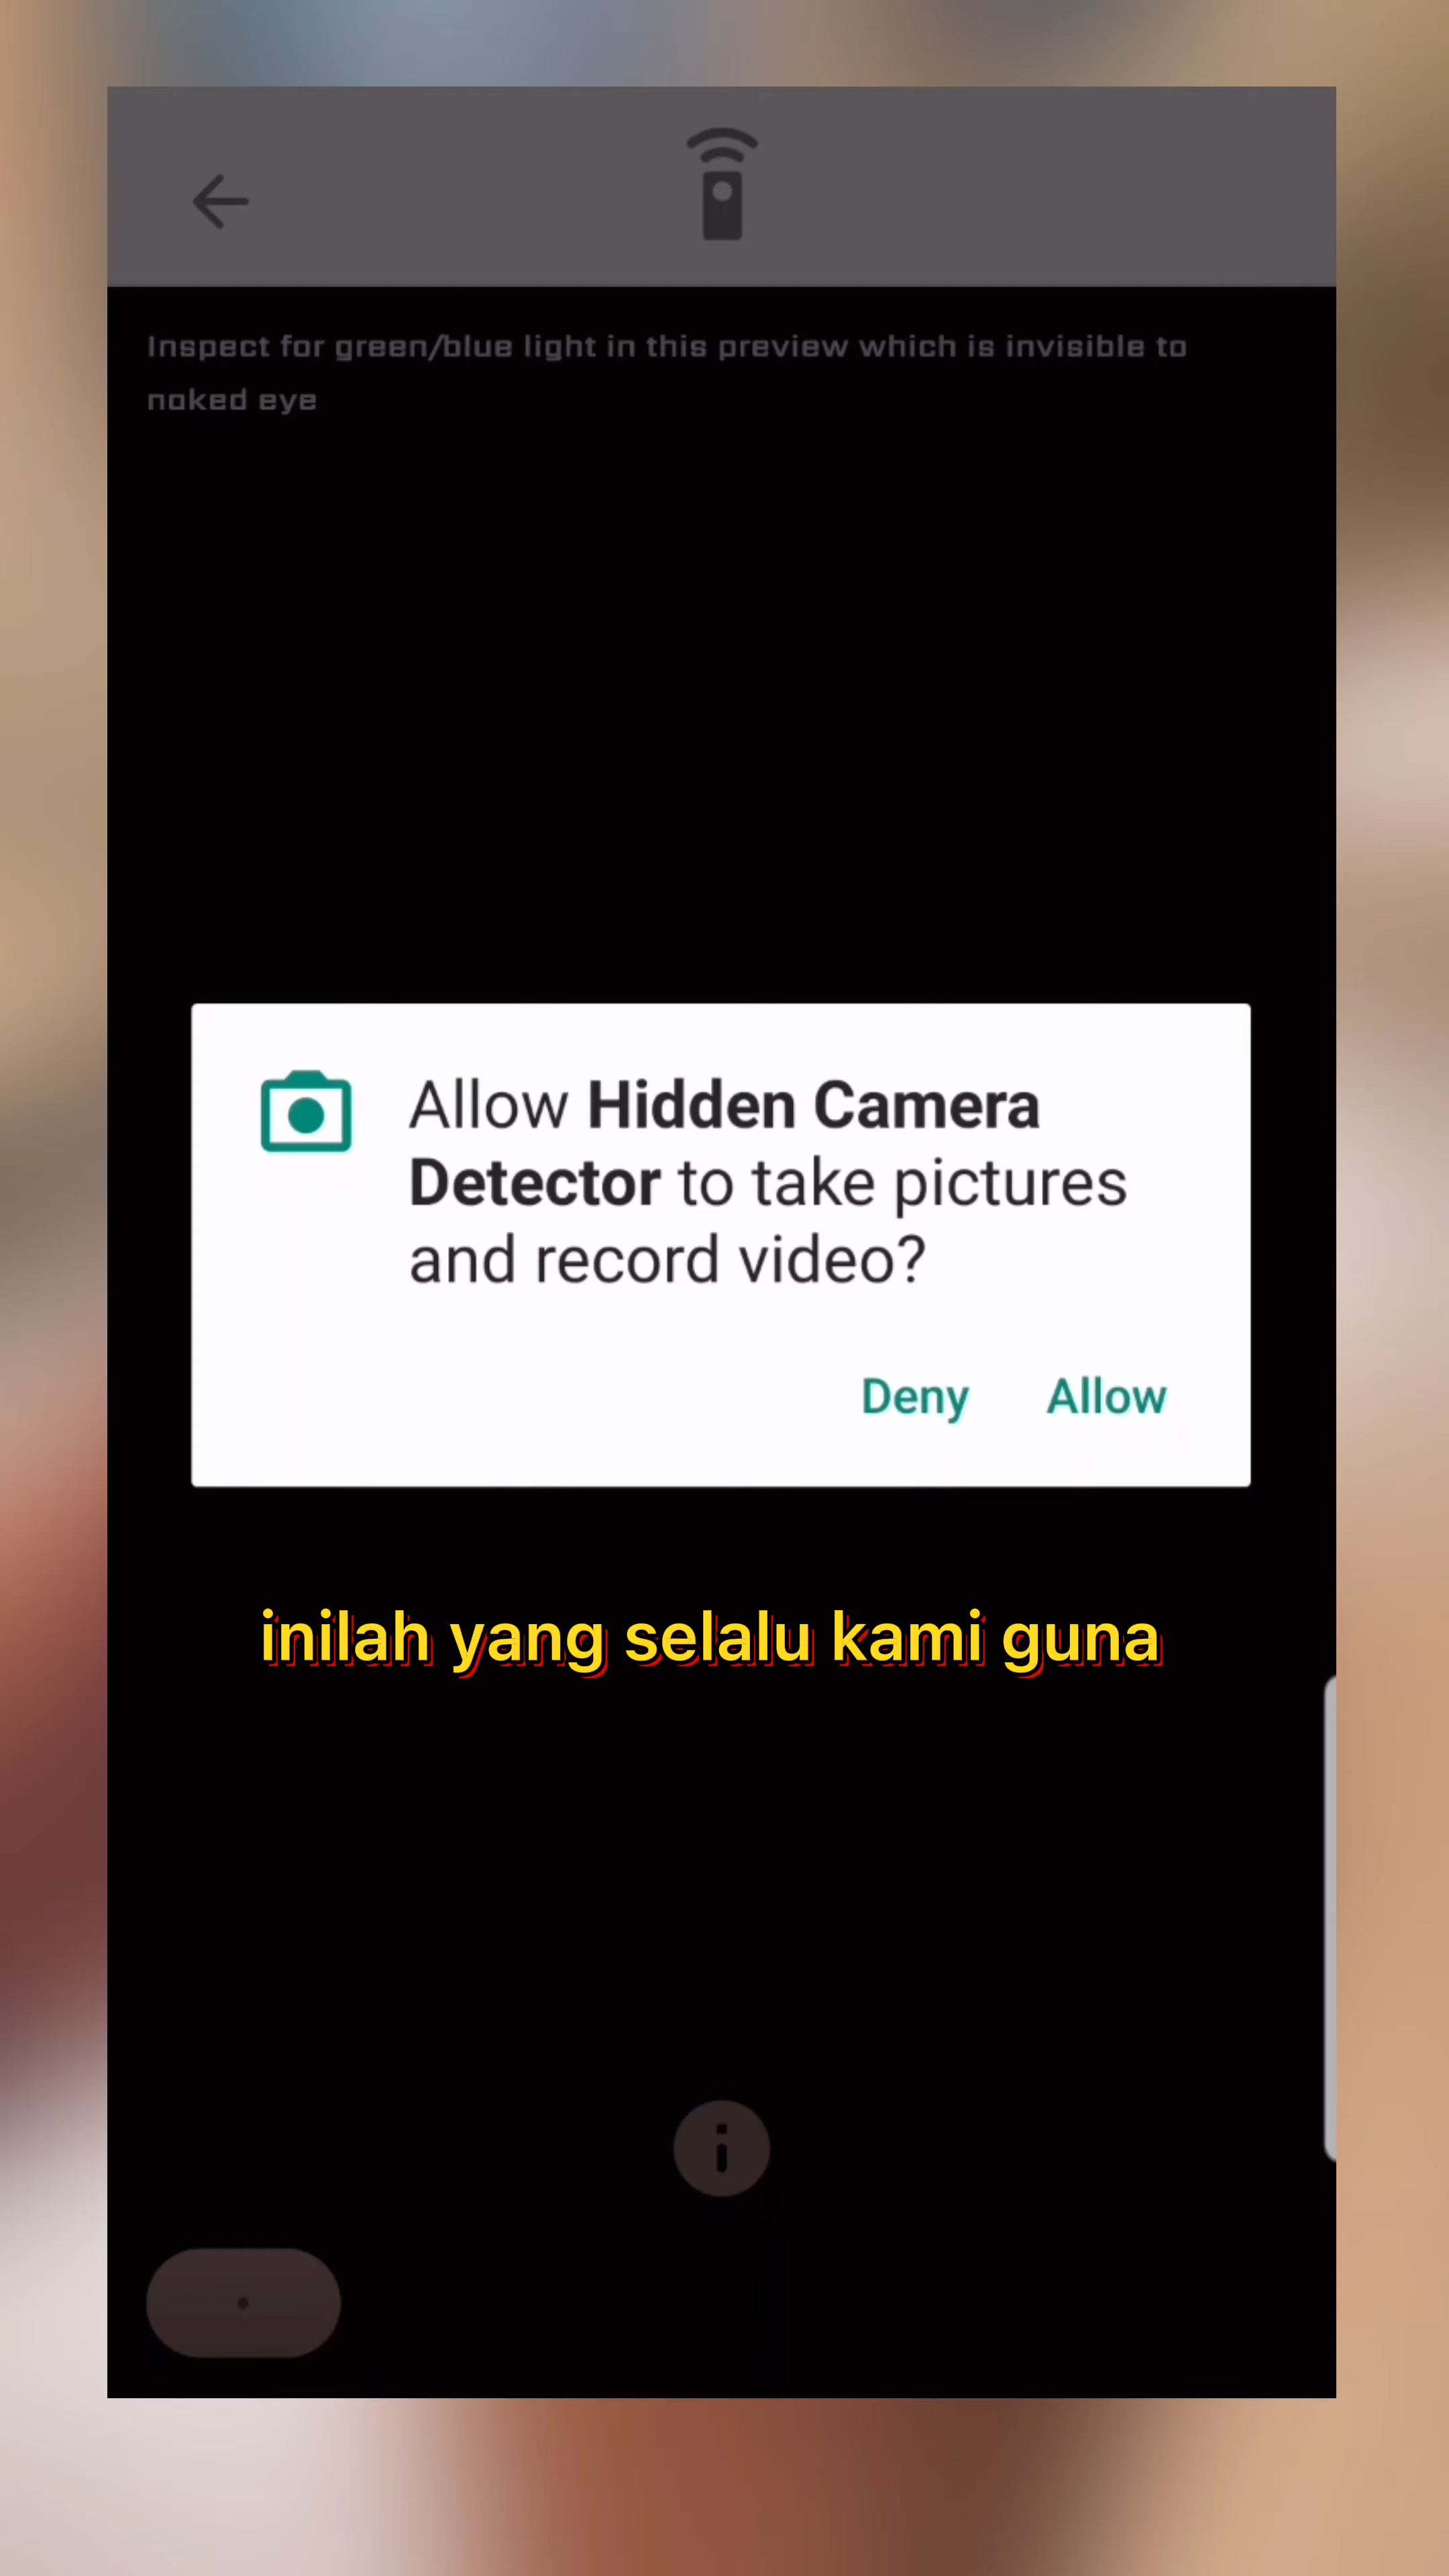 Inspect for green/blue light in this preview which is invisible to
naked eye
Allow Hidden Camera
Detector to take pictures
and record video?
Deny Allow
inilah yang selalu kami guna